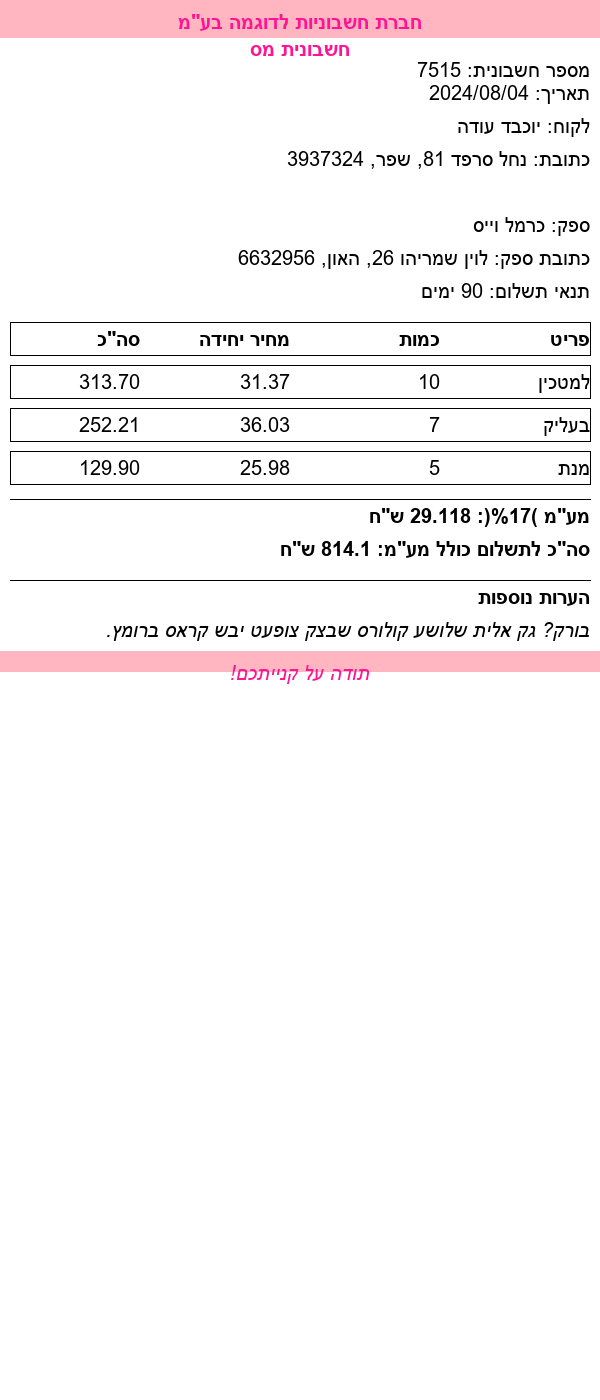 חברת חשבוניות לדוגמה בע"מ
חשבונית מס
מספר חשבונית: 7515
תאריך: 2024/08/04
לקוח: יוכבד עודה
כתובת: נחל סרפד 81, שפר, 3937324
ספק: כרמל וייס
כתובת ספק: לוין שמריהו 26, האון, 6632956
תנאי תשלום: 90 ימים
פריט כמות מחיר יחידה סה"כ
למטכין 10 31.37 313.70
בעליק 7 36.03 252.21
מנת 5 25.98 129.90
מע"מ )17%(: 29.118 ש"ח
סה"כ לתשלום כולל מע"מ: 814.1 ש"ח
הערות נוספות
בורק? גק אלית שלושע קולורס שבצק צופעט יבש קראס ברומץ.
תודה על קנייתכם!